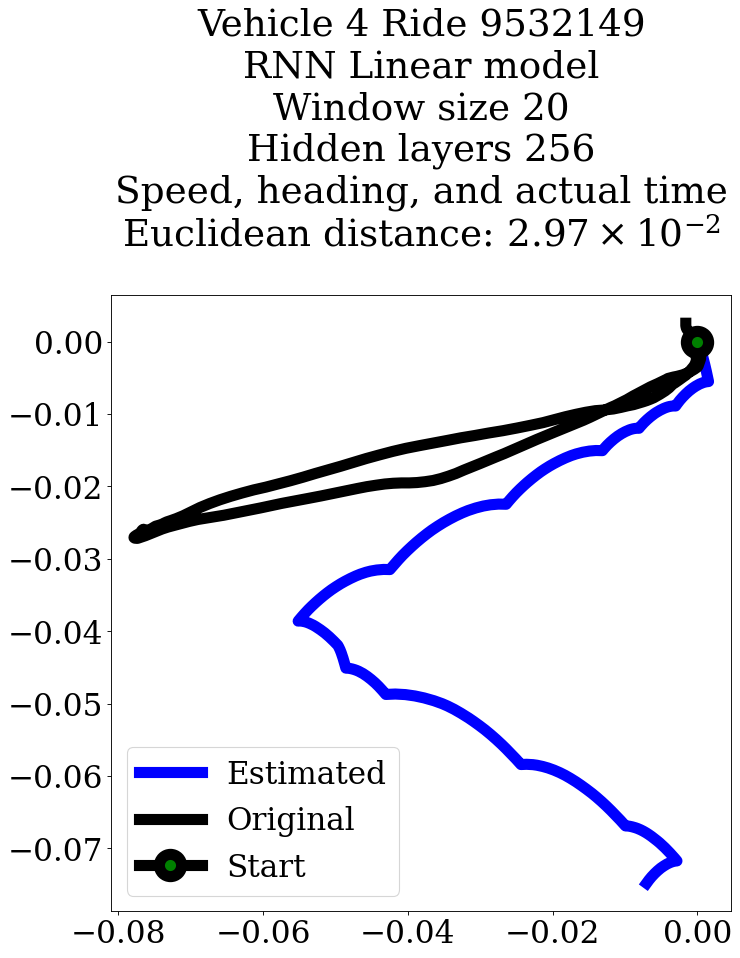 Vehicle 4 Ride 9532149
RNN Linear model
Window size 20
Hidden layers 256
Speed, heading, and actual time
Euclidean distance: 2.97 × 10⁻²
0.00
−0.01
−0.02
−0.03
−0.04
−0.05
−0.06
−0.07
Estimated
Original
Start
−0.08 −0.06 −0.04 −0.02 0.00